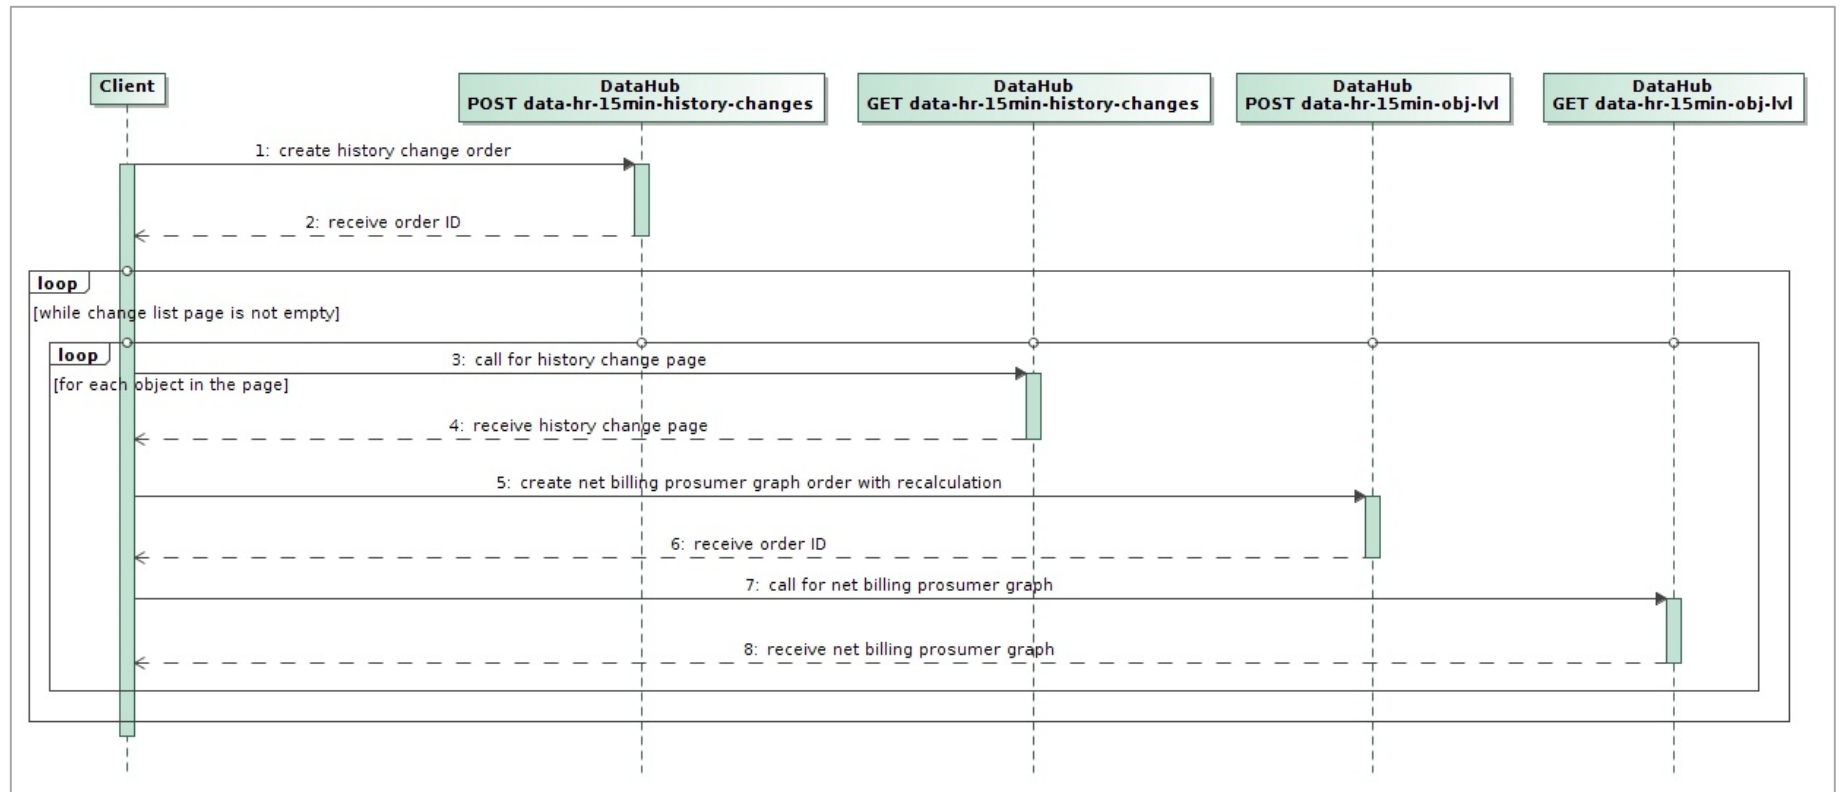 Client
DataHub
POST data-hr-15min-history-changes
DataHub
GET data-hr-15min-history-changes
DataHub
POST data-hr-15min-obj-lvl
DataHub
GET data-hr-15min-obj-lvl
1: create history change order
2: receive order ID
loop
[while change list page is not empty]
loop
3: call for history change page
[for each object in the page]
4: receive history change page
5: create net billing prosumer graph order with recalculation
6: receive order ID
7: call for net billing prosumer graph
8: receive net billing prosumer graph